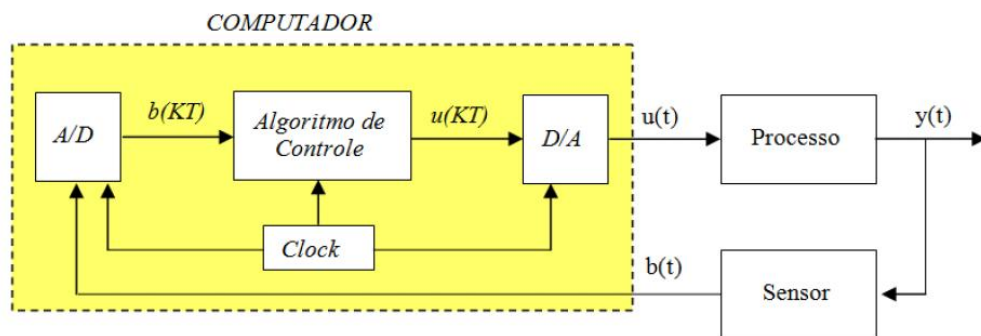 COMPUTADOR
A/D
b(KT)
Algoritmo de
Controle
u(KT)
D/A
u(t)
Processo
y(t)
Clock
b(t)
Sensor